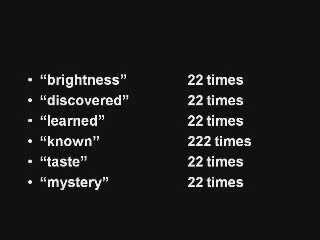 • “brightness” 22 times
• “discovered” 22 times
• “learned” 22 times
• “known” 222 times
• “taste” 22 times
• “mystery” 22 times